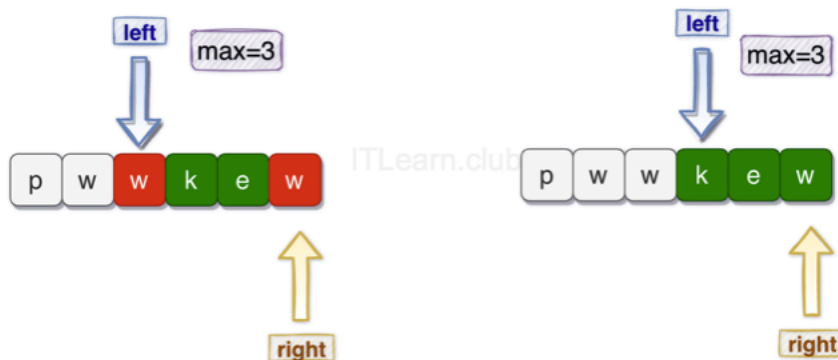 left
max=3
p w w k e w
right
ITLearn.club
left
max=3
p w w k e w
right